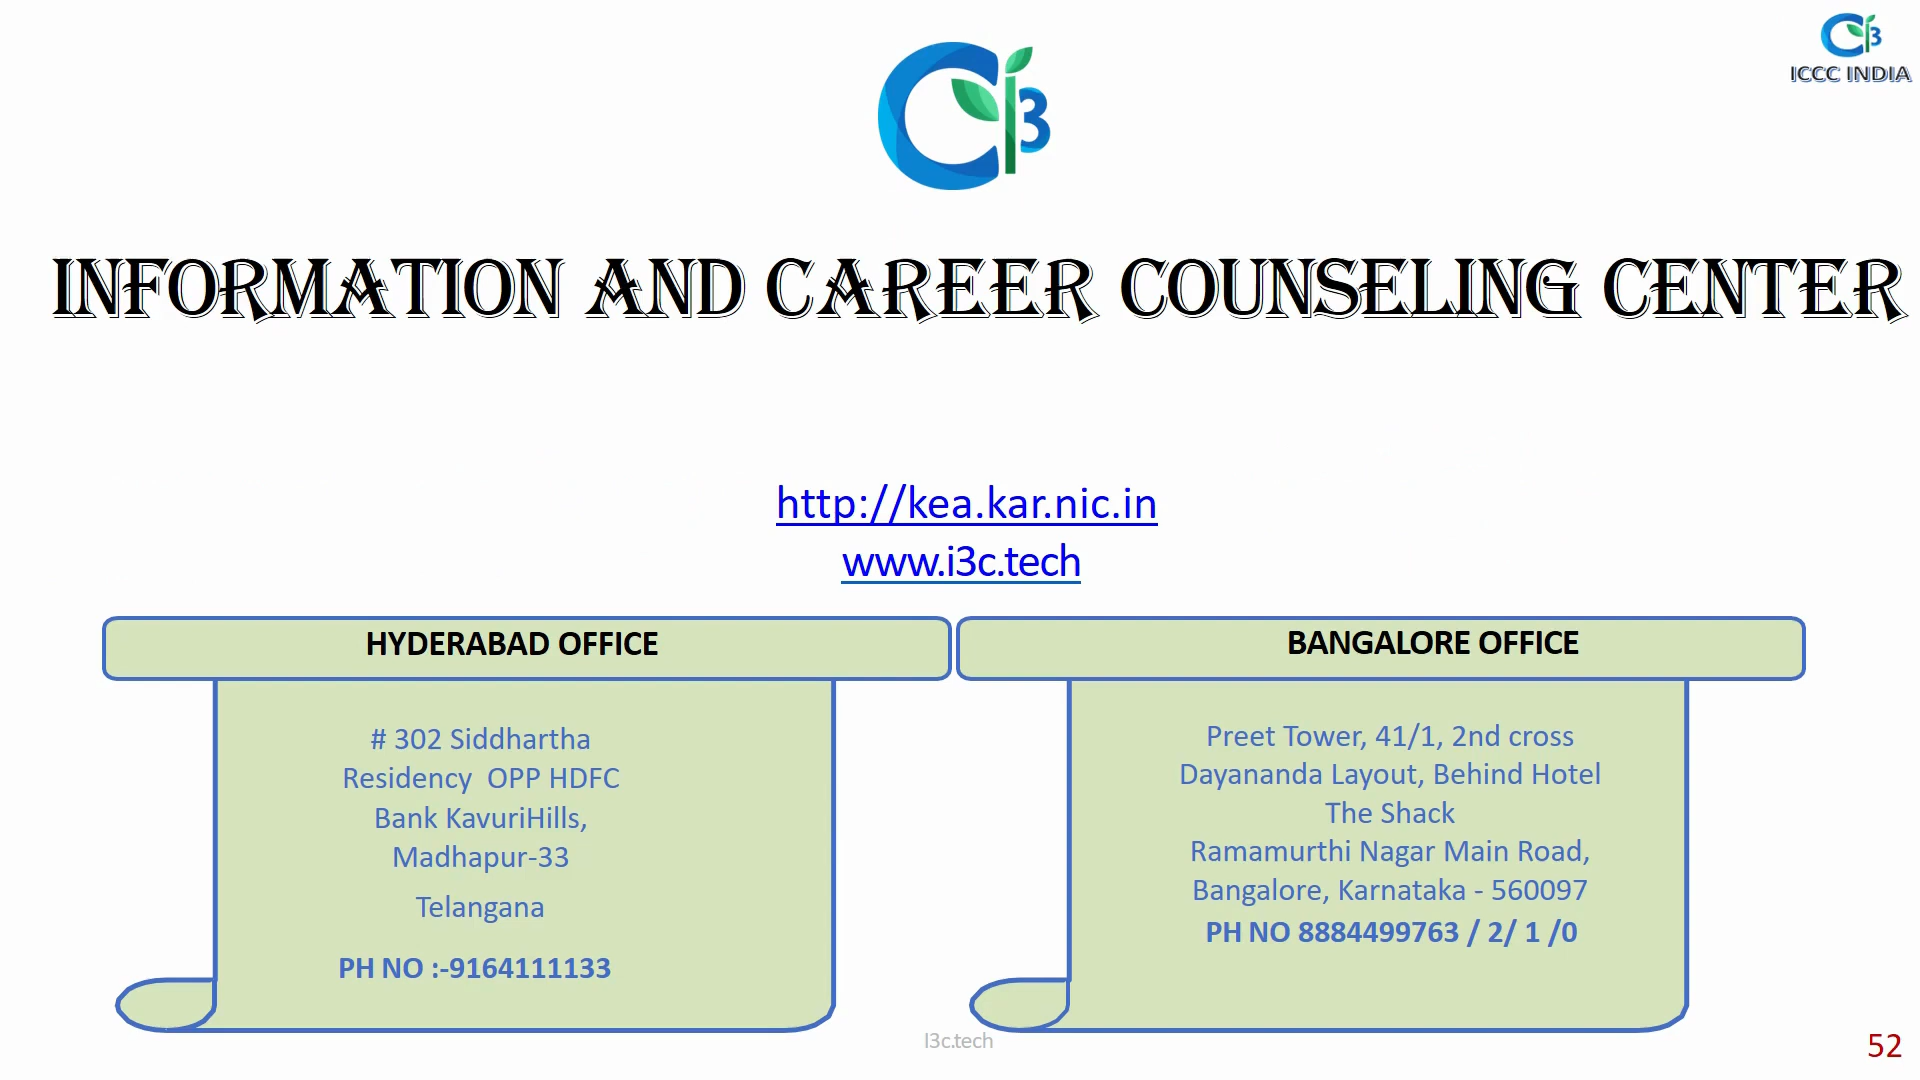 Ci3
Ci3
ICCC INDIA
INFORMATION AND CAREER COUNSELING CENTER
http://kea.kar.nic.in
www.i3c.tech
HYDERABAD OFFICE
# 302 Siddhartha
Residency OPP HDFC
Bank KavuriHills,
Madhapur-33
Telangana
PH NO :-9164111133
BANGALORE OFFICE
Preet Tower, 41/1, 2nd cross
Dayananda Layout, Behind Hotel
The Shack
Ramamurthi Nagar Main Road,
Bangalore, Karnataka - 560097
PH NO 8884499763 / 2/ 1 /0
I3c.tech
52